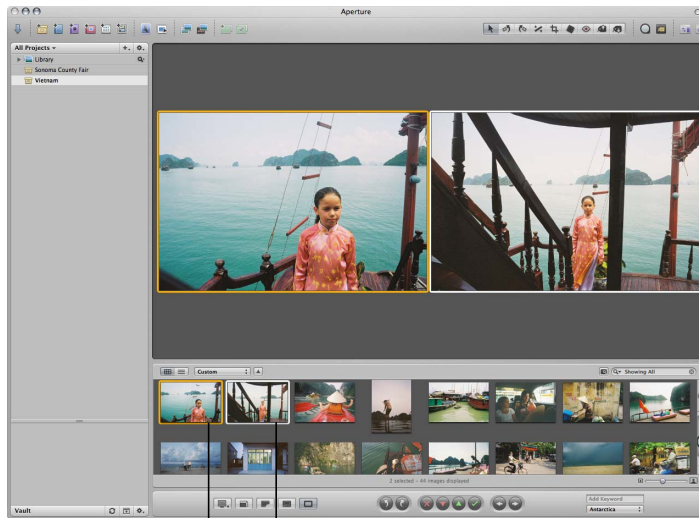 Aperture
All Projects
Library
Sonoma County Fair
Vietnam
Custom
Showing All
2 selected - 44 images displayed
Vault
Add Keyword
Antarctica